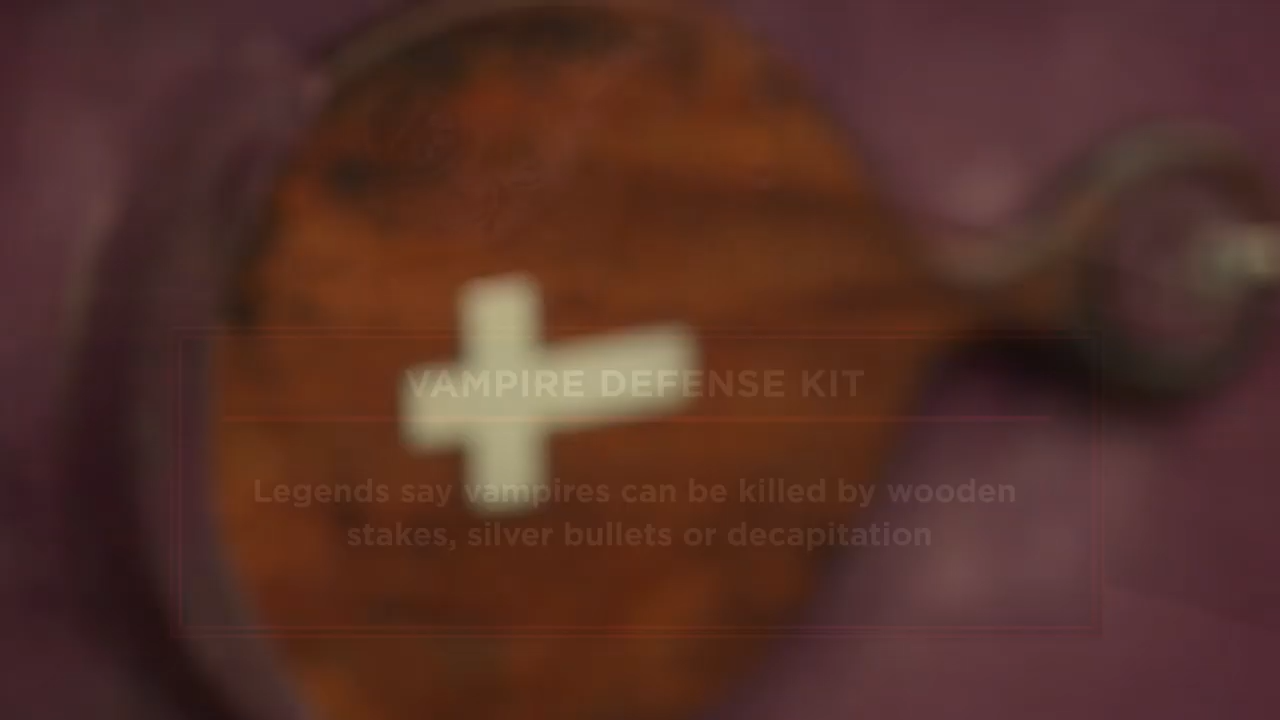 VAMPIRE DEFENSE KIT
Legends say vampires can be killed by wooden
stakes, silver bullets or decapitation